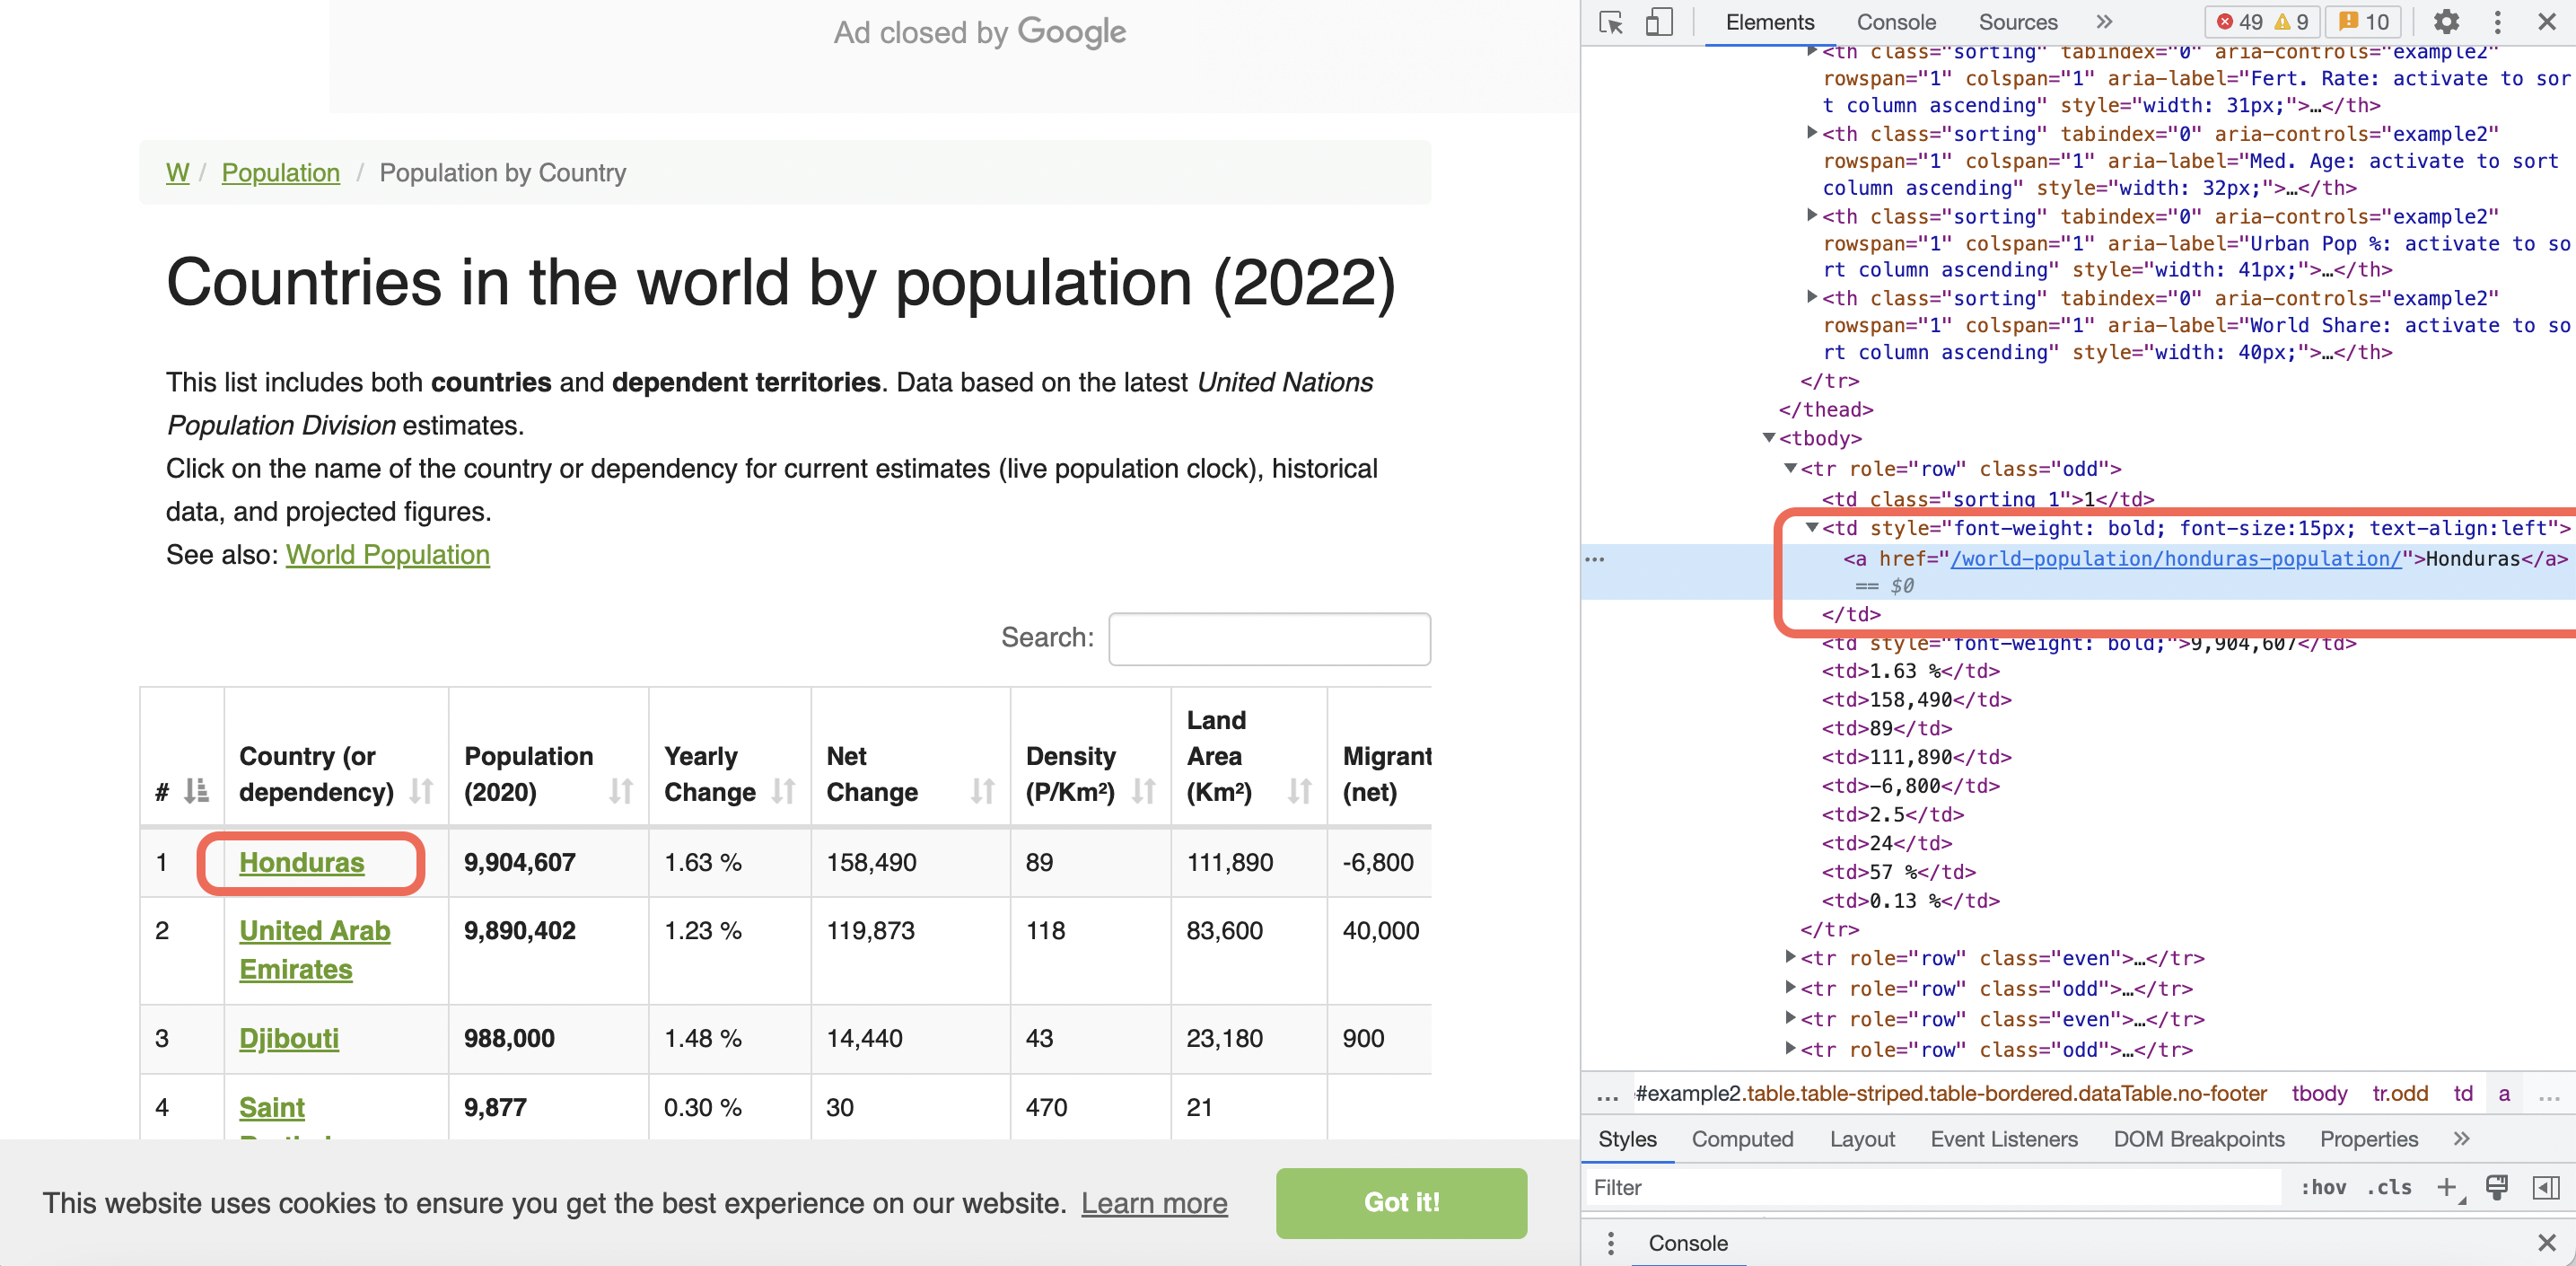 Ad closed by Google
W / Population / Population by Country
Countries in the world by population (2022)
This list includes both countries and dependent territories. Data based on the latest United Nations
Population Division estimates.
Click on the name of the country or dependency for current estimates (live population clock), historical
data, and projected figures.
See also: World Population
Search:
# Country (or dependency) Population (2020) Yearly Change Net Change Density (P/Km²) Land Area (Km²) Migrant (net)
1 Honduras 9,904,607 1.63 % 158,490 89 111,890 -6,800
2 United Arab Emirates 9,890,402 1.23 % 119,873 118 83,600 40,000
3 Djibouti 988,000 1.48 % 14,440 43 23,180 900
4 Saint 9,877 0.30 % 30 470 21
This website uses cookies to ensure you get the best experience on our website. Learn more Got it!
Elements Console Sources » 49 9 10
<th class="sorting" tabindex="0" aria-controls="example2"
rowspan="1" colspan="1" aria-label="Fert. Rate: activate to sor
t column ascending" style="width: 31px;">…</th>
<th class="sorting" tabindex="0" aria-controls="example2"
rowspan="1" colspan="1" aria-label="Med. Age: activate to sort
column ascending" style="width: 32px;">…</th>
<th class="sorting" tabindex="0" aria-controls="example2"
rowspan="1" colspan="1" aria-label="Urban Pop %: activate to so
rt column ascending" style="width: 41px;">…</th>
<th class="sorting" tabindex="0" aria-controls="example2"
rowspan="1" colspan="1" aria-label="World Share: activate to so
rt column ascending" style="width: 40px;">…</th>
</tr>
</thead>
<tbody>
<tr role="row" class="odd">
<td class="sorting_1">1</td>
<td style="font-weight: bold; font-size:15px; text-align:left">
… <a href="/world-population/honduras-population/">Honduras</a>
== $0
</td>
<td style="font-weight: bold;">9,904,607</td>
<td>1.63 %</td>
<td>158,490</td>
<td>89</td>
<td>111,890</td>
<td>-6,800</td>
<td>2.5</td>
<td>24</td>
<td>57 %</td>
<td>0.13 %</td>
</tr>
<tr role="row" class="even">…</tr>
<tr role="row" class="odd">…</tr>
<tr role="row" class="even">…</tr>
<tr role="row" class="odd">…</tr>
… #example2.table.table-striped.table-bordered.dataTable.no-footer tbody tr.odd td a …
Styles Computed Layout Event Listeners DOM Breakpoints Properties »
Filter :hov .cls +
Console